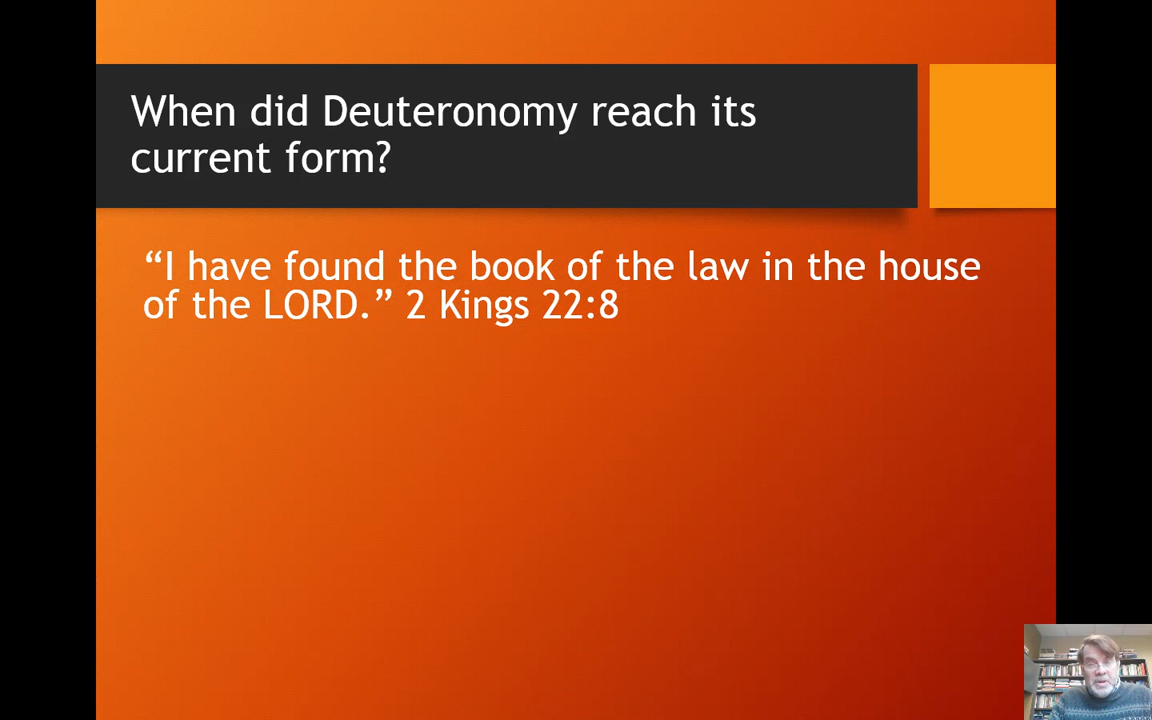 When did Deuteronomy reach its
current form?
“I have found the book of the law in the house
of the LORD.” 2 Kings 22:8